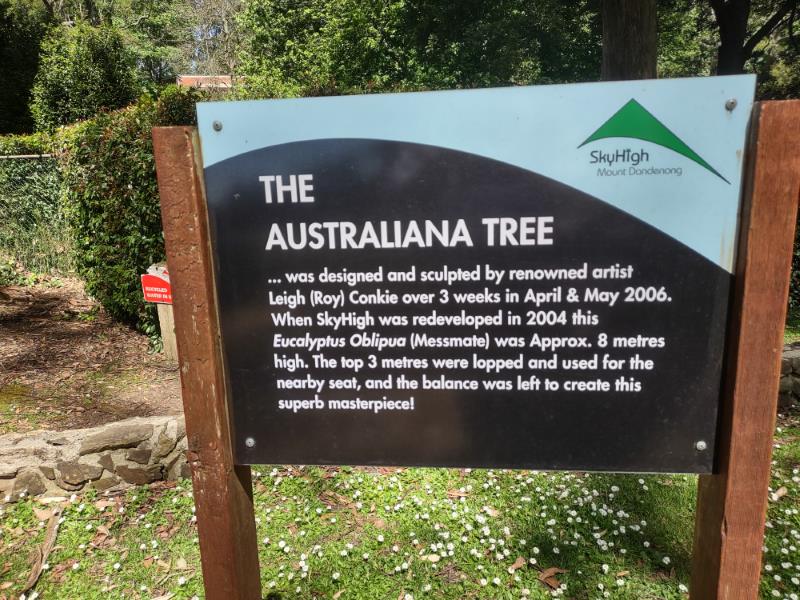 SkyHigh
Mount Dandenong
THE
AUSTRALIANA TREE
... was designed and sculpted by renowned artist
Leigh (Roy) Conkie over 3 weeks in April & May 2006.
When SkyHigh was redeveloped in 2004 this
Eucalyptus Oblipua (Messmate) was Approx. 8 metres
high. The top 3 metres were lopped and used for the
nearby seat, and the balance was left to create this
superb masterpiece!
RECYCLED